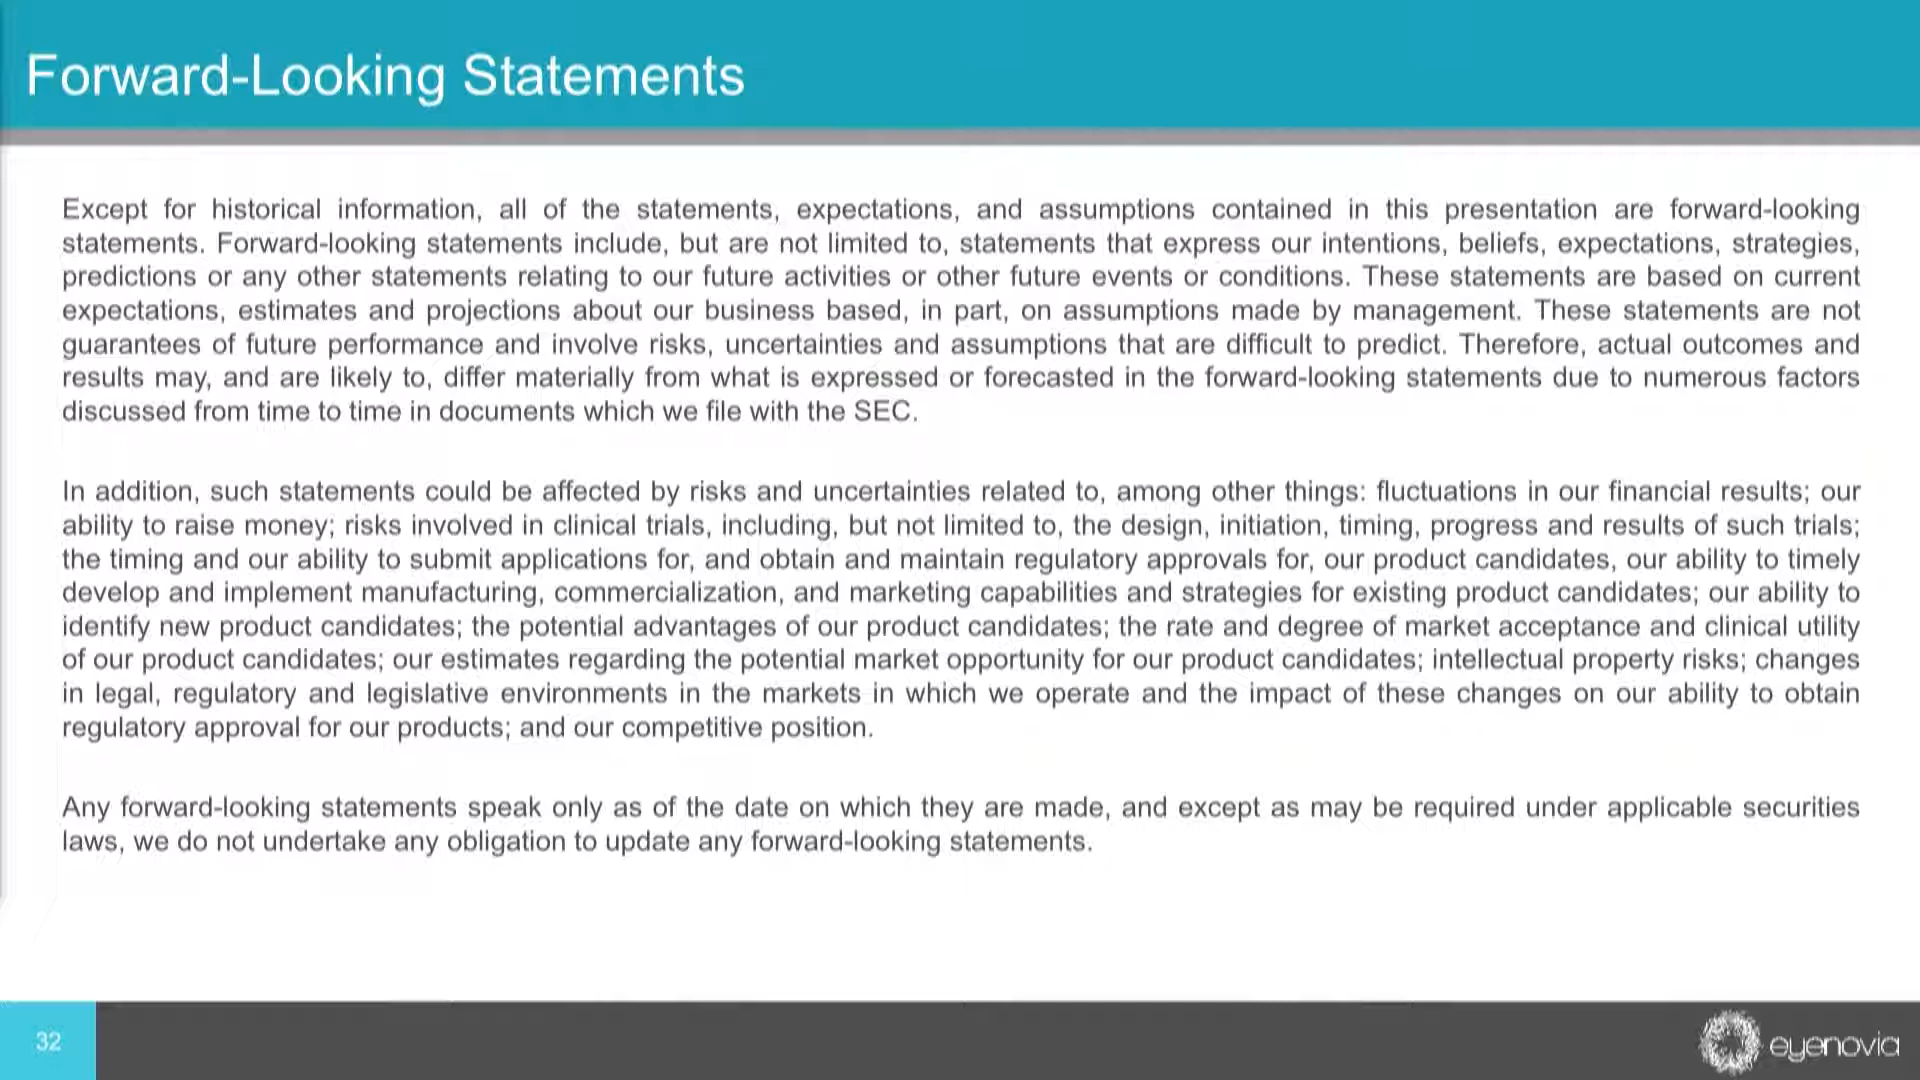 Forward-Looking Statements
Except for historical information, all of the statements, expectations, and assumptions contained in this presentation are forward-looking
statements. Forward-looking statements include, but are not limited to, statements that express our intentions, beliefs, expectations, strategies,
predictions or any other statements relating to our future activities or other future events or conditions. These statements are based on current
expectations, estimates and projections about our business based, in part, on assumptions made by management. These statements are not
guarantees of future performance and involve risks, uncertainties and assumptions that are difficult to predict. Therefore, actual outcomes and
results may, and are likely to, differ materially from what is expressed or forecasted in the forward-looking statements due to numerous factors
discussed from time to time in documents which we file with the SEC.
In addition, such statements could be affected by risks and uncertainties related to, among other things: fluctuations in our financial results; our
ability to raise money; risks involved in clinical trials, including, but not limited to, the design, initiation, timing, progress and results of such trials;
the timing and our ability to submit applications for, and obtain and maintain regulatory approvals for, our product candidates, our ability to timely
develop and implement manufacturing, commercialization, and marketing capabilities and strategies for existing product candidates; our ability to
identify new product candidates; the potential advantages of our product candidates; the rate and degree of market acceptance and clinical utility
of our product candidates; our estimates regarding the potential market opportunity for our product candidates; intellectual property risks; changes
in legal, regulatory and legislative environments in the markets in which we operate and the impact of these changes on our ability to obtain
regulatory approval for our products; and our competitive position.
Any forward-looking statements speak only as of the date on which they are made, and except as may be required under applicable securities
laws, we do not undertake any obligation to update any forward-looking statements.
32
eyenovia